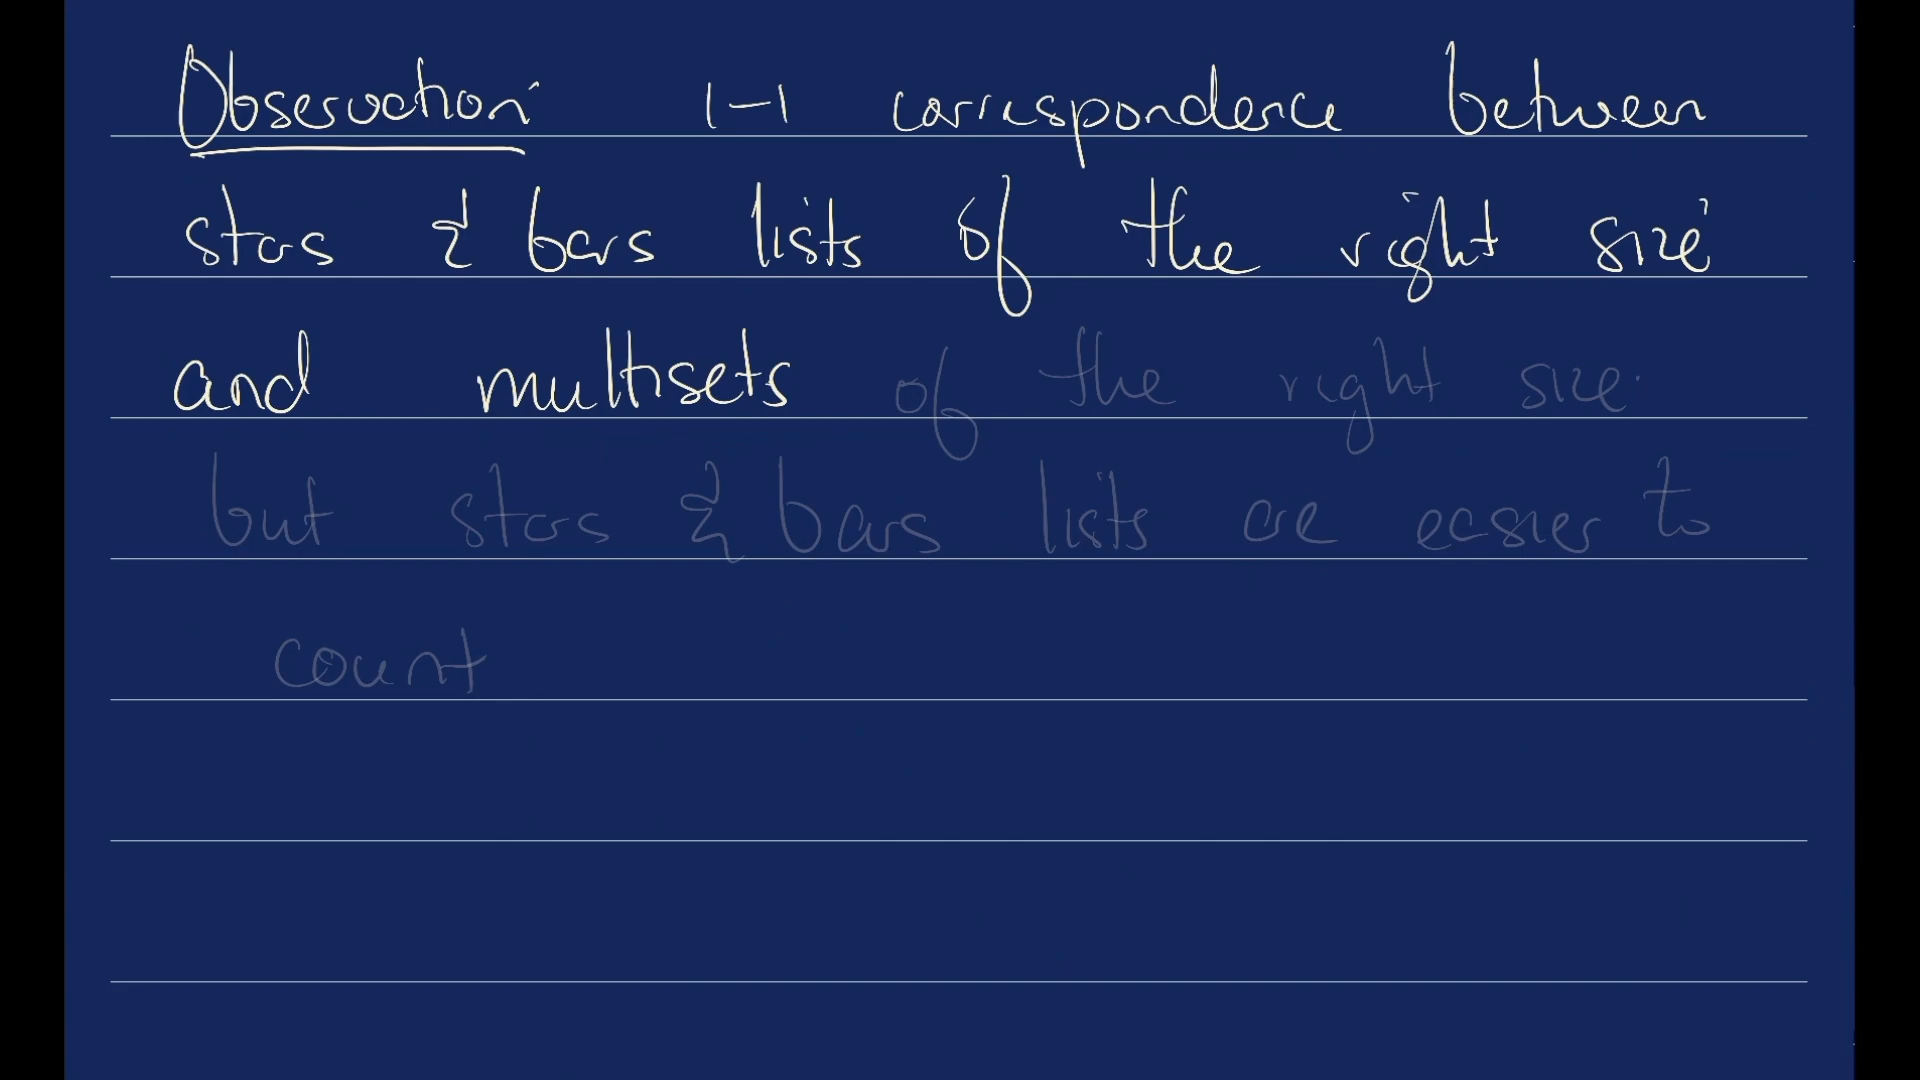 Observation: 1-1 correspondence between
stars & bars lists of the right size
and multisets of the right size.
but stars & bars lists are easier to
count